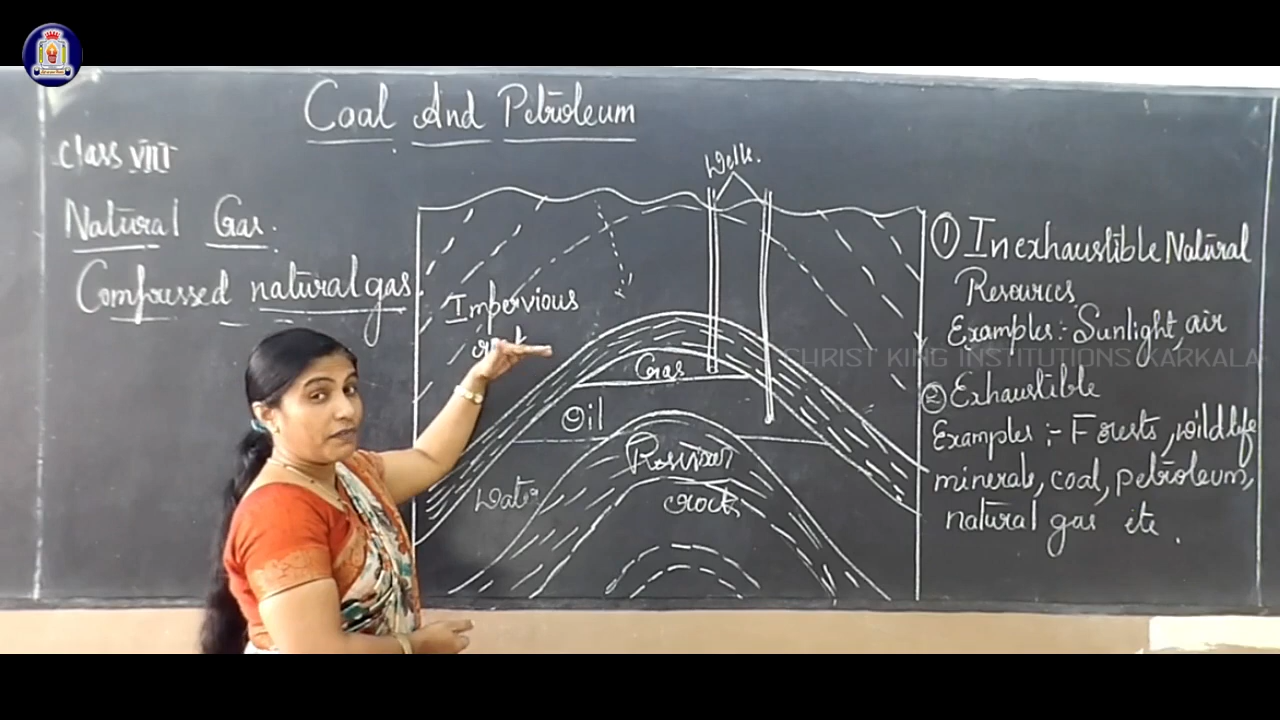 Coal And Petroleum
Class VIII
Natural Gas.
Compressed natural gas
Well.
Impervious
Gas
Oil
Water
rock
① Inexhaustible Natural
Resources
Examples:- Sunlight, air
② Exhaustible
Examples :- Forests, wildlife
minerals, coal, petroleum,
natural gas etc.
CHRIST KING INSTITUTIONS KARKALA